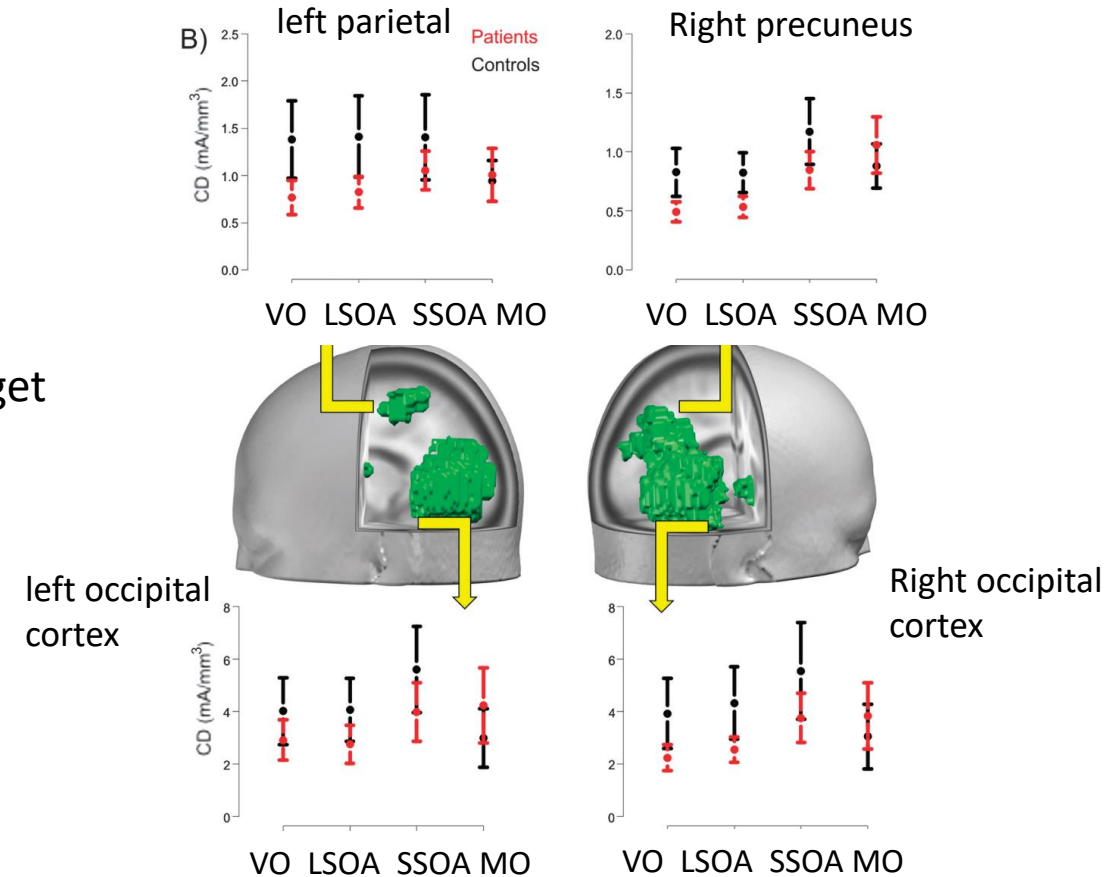 left parietal
Right precuneus
B)
Patients
Controls
CD (mA/mm³)
2.5
2.0
1.5
1.0
0.5
0.0
VO LSOA SSOA MO
2.0
1.5
1.0
0.5
0.0
VO LSOA SSOA MO
get
left occipital
cortex
Right occipital
cortex
CD (mA/mm³)
8
6
4
2
0
VO LSOA SSOA MO
8
6
4
2
0
VO LSOA SSOA MO